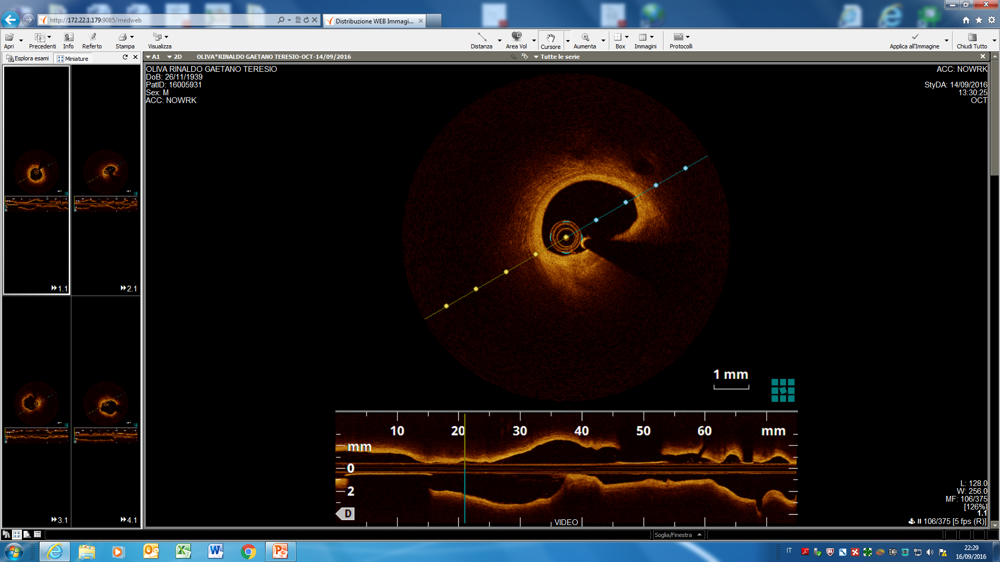 http://172.22.1.179:9085/medweb
Distribuzione WEB Immagi...
Apri
Precedenti
Info
Referto
Stampa
Visualizza
Distanza
Area Vol
Cursore
Aumenta
Box
Immagini
Protocolli
Applica all'Immagine
Chiudi Tutto
Esplora esami
Miniature
A1
2D
OLIVA*RINALDO GAETANO TERESIO-OCT-14/09/2016
Tutte le serie
OLIVA RINALDO GAETANO TERESIO
DoB: 26/11/1939
PatID: 16005931
Sex: M
ACC: NOWRK
ACC: NOWRK
StyDA: 14/09/2016
13:30:25
OCT
1.1
2.1
3.1
4.1
1 mm
10 20 30 40 50 60 mm
mm
0
2
D
VIDEO
L: 128.0
W: 256.0
MF: 106/375
[126%]
1.1
106/375 [5 fps (R)]
Soglia/Finestra
IT
22:29
16/09/2016